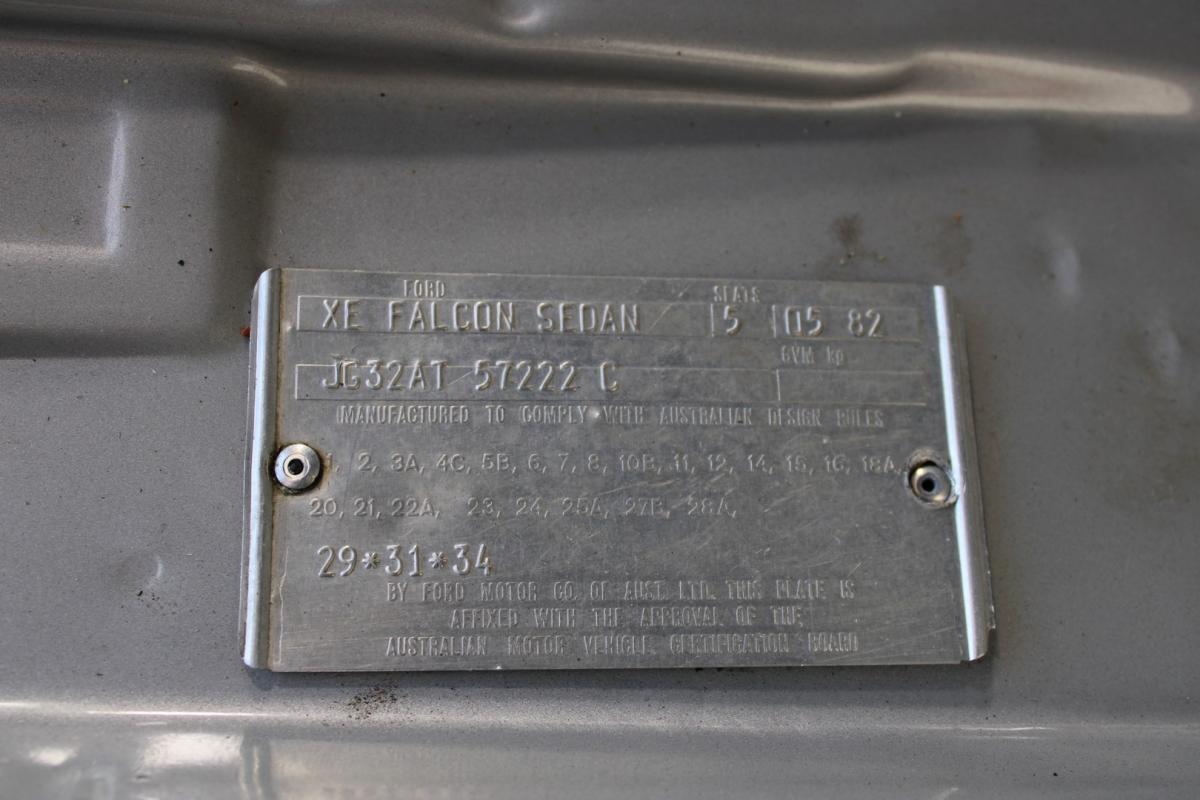 FORD SEATS
XE FALCON SEDAN 5 05 82
GVM kg
JG32AT 57222 C
MANUFACTURED TO COMPLY WITH AUSTRALIAN DESIGN RULES
1, 2, 3A, 4C, 5B, 6, 7, 8, 10B, 11, 12, 14, 15, 16, 18A,
20, 21, 22A, 23, 24, 25A, 27B, 28A,
29*31*34
BY FORD MOTOR CO. OF AUST. LTD. THIS PLATE IS
AFFIXED WITH THE APPROVAL OF THE
AUSTRALIAN MOTOR VEHICLE CERTIFICATION BOARD